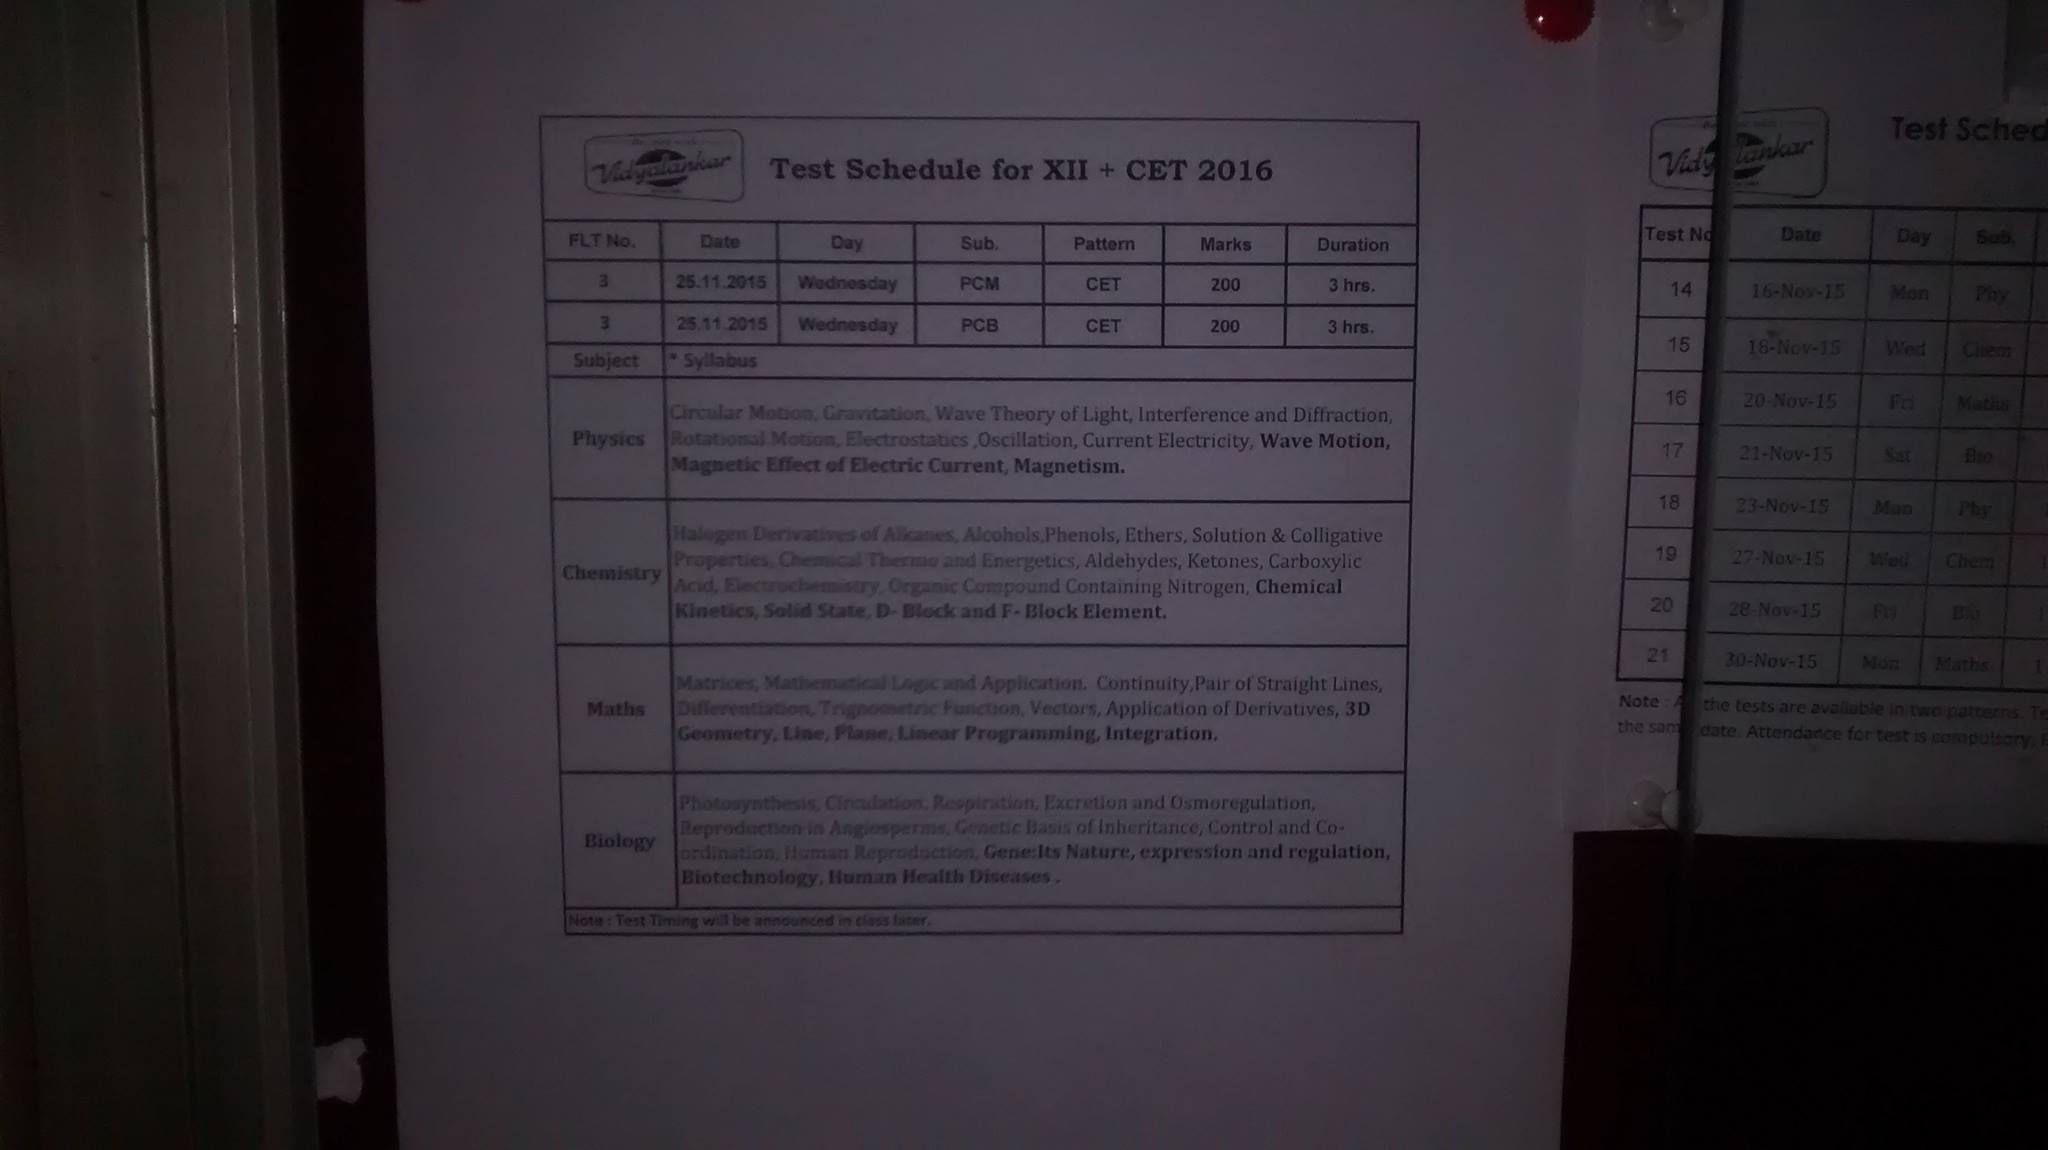 Vidyalankar
Test Schedule for XII + CET 2016
FLT No. Date Day Sub. Pattern Marks Duration
3 25.11.2015 Wednesday PCM CET 200 3 hrs.
3 25.11.2015 Wednesday PCB CET 200 3 hrs.
Subject * Syllabus
Physics
Circular Motion, Gravitation, Wave Theory of Light, Interference and Diffraction,
Rotational Motion, Electrostatics ,Oscillation, Current Electricity, Wave Motion,
Magnetic Effect of Electric Current, Magnetism.
Chemistry
Halogen Derivatives of Alkanes, Alcohols,Phenols, Ethers, Solution & Colligative
Properties, Chemical Thermo and Energetics, Aldehydes, Ketones, Carboxylic
Acid, Electrochemistry, Organic Compound Containing Nitrogen, Chemical
Kinetics, Solid State, D- Block and F- Block Element.
Maths
Matrices, Mathematical Logic and Application, Continuity,Pair of Straight Lines,
Differentiation, Trignometric Function, Vectors, Application of Derivatives, 3D
Geometry, Line, Plane, Linear Programming, Integration.
Biology
Photosynthesis, Circulation, Respiration, Excretion and Osmoregulation,
Reproduction in Angiosperms, Genetic Basis of Inheritance, Control and Co-
ordination, Human Reproduction, Gene:Its Nature, expression and regulation,
Biotechnology, Human Health Diseases .
Note : Test Timing will be announced in class later.
Vidyalankar
Test Sched
Test No Date Day Sub.
14 16-Nov-15 Mon Phy
15 18-Nov-15 Wed Chem
16 20-Nov-15 Fri Maths
17 21-Nov-15 Sat Bio
18 23-Nov-15 Mon Phy
19 27-Nov-15 Wed Chem
20 28-Nov-15 Fri Bio
21 30-Nov-15 Mon Maths 1
Note : A the tests are available in two patterns. Te
the sam date. Attendance for test is compulsory.